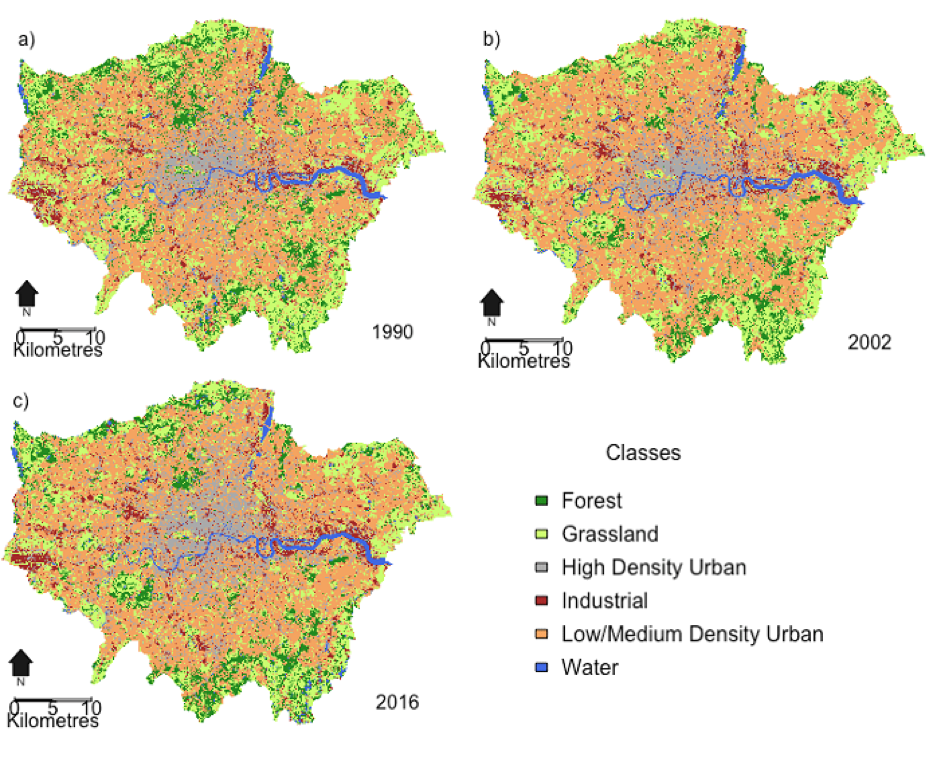 a)
N
0 5 10
Kilometres
1990
b)
N
0 5 10
Kilometres
2002
c)
N
0 5 10
Kilometres
2016
Classes
Forest
Grassland
High Density Urban
Industrial
Low/Medium Density Urban
Water